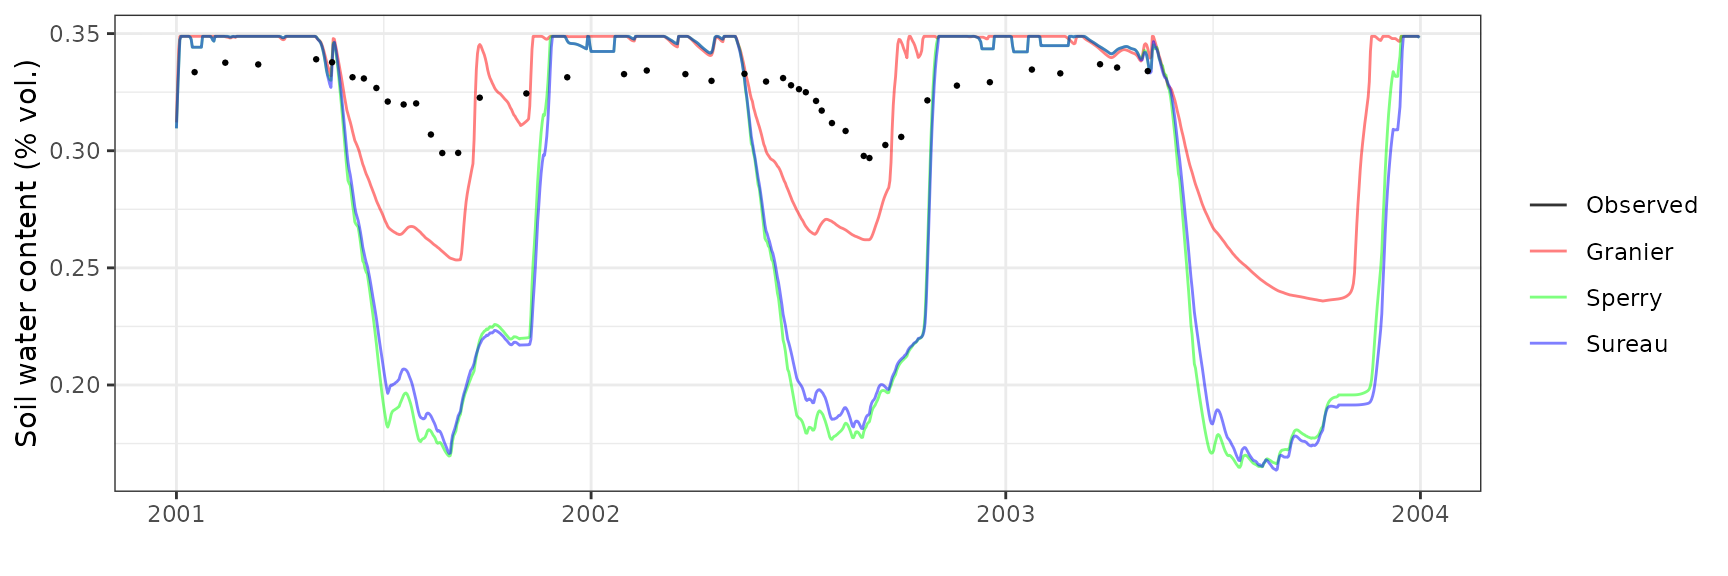 Soil water content (% vol.)
0.35
0.30
0.25
0.20
2001
2002
2003
2004
Observed
Granier
Sperry
Sureau